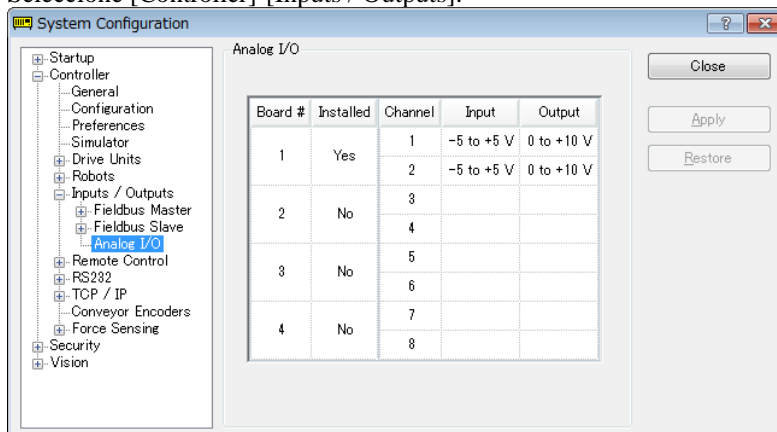 Seleccione [Controller]-[Inputs / Outputs].
System Configuration
Startup
Controller
General
Configuration
Preferences
Simulator
Drive Units
Robots
Inputs / Outputs
Fieldbus Master
Fieldbus Slave
Analog I/O
Remote Control
RS232
TCP / IP
Conveyor Encoders
Force Sensing
Security
Vision
Analog I/O
Board # Installed Channel Input Output
1 Yes 1 -5 to +5 V 0 to +10 V
2 -5 to +5 V 0 to +10 V
2 No 3
4
3 No 5
6
4 No 7
8
Close
Apply
Restore